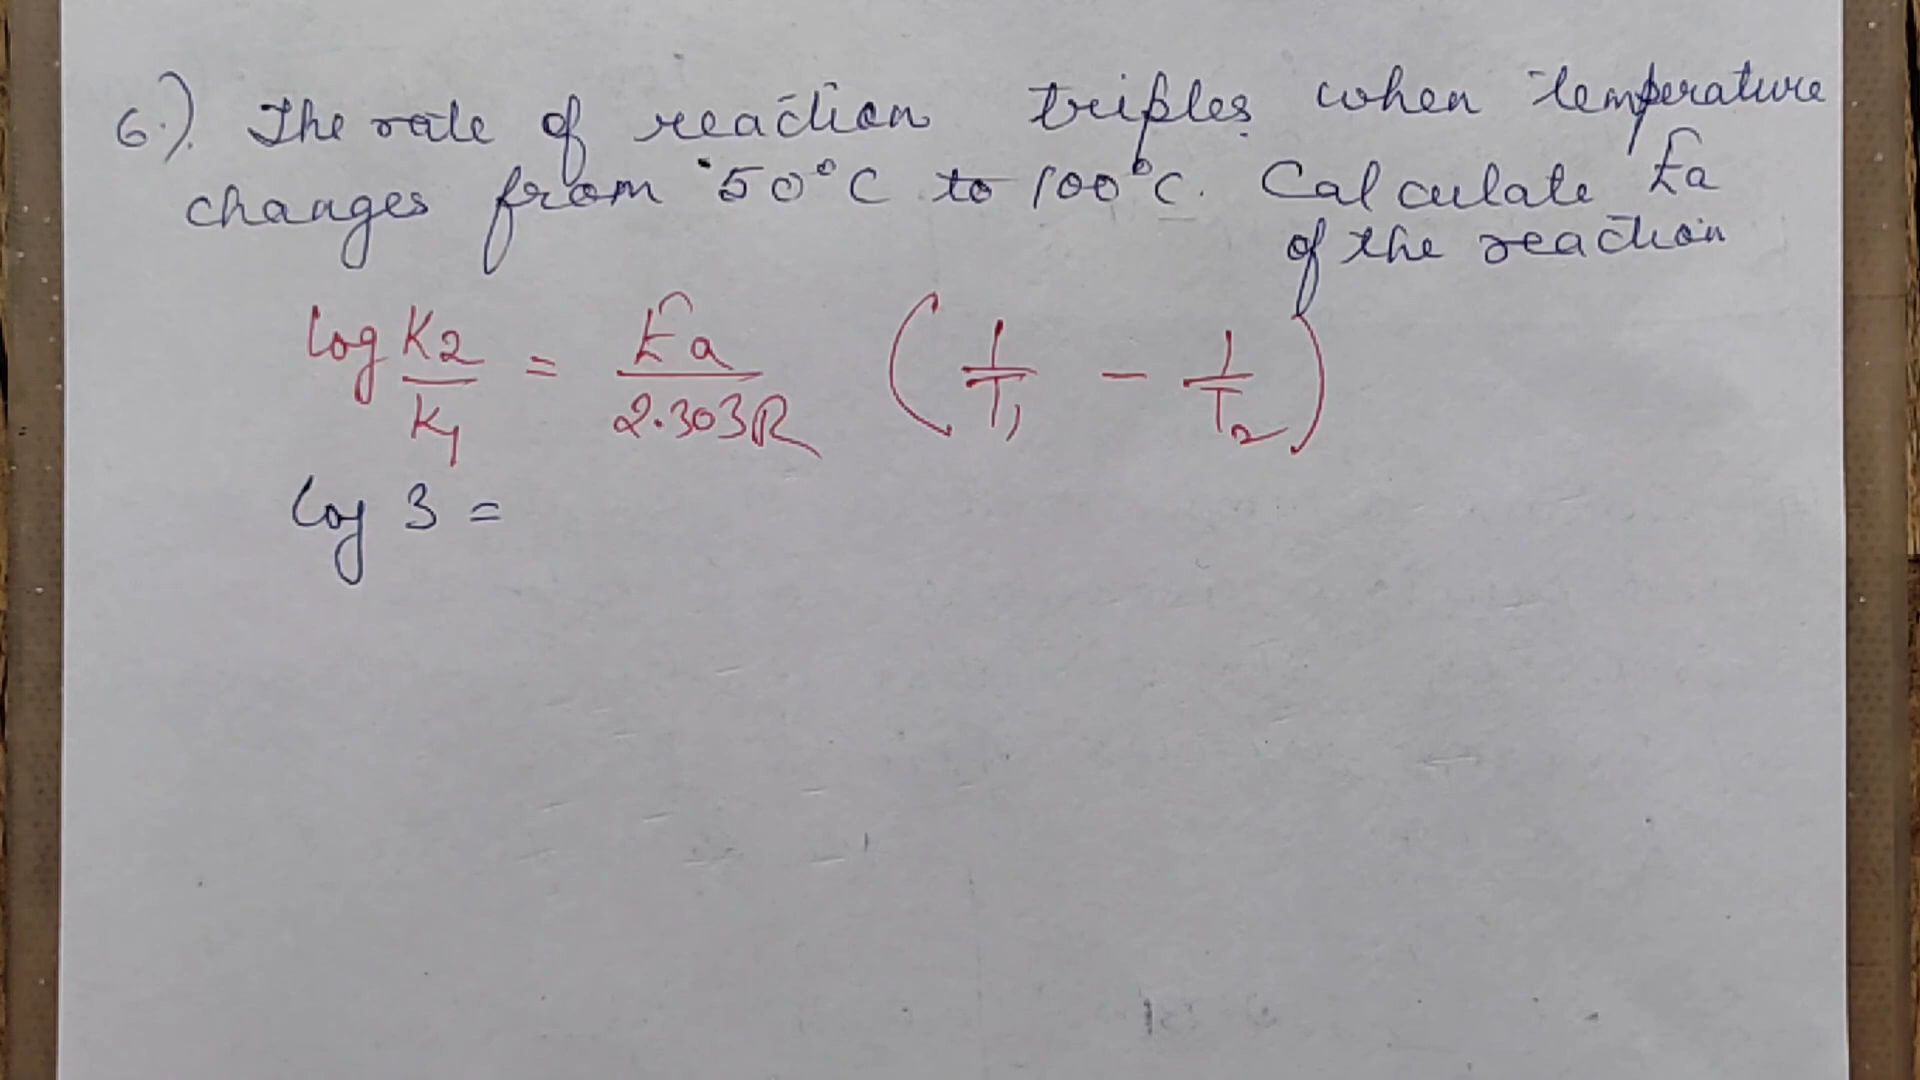 6.). The rate of reaction triples when temperature
changes from 50°C to 100°C. Calculate Ea
of the reaction
log K2/K1 = Ea/2.303R (1/T1 - 1/T2)
log 3 =